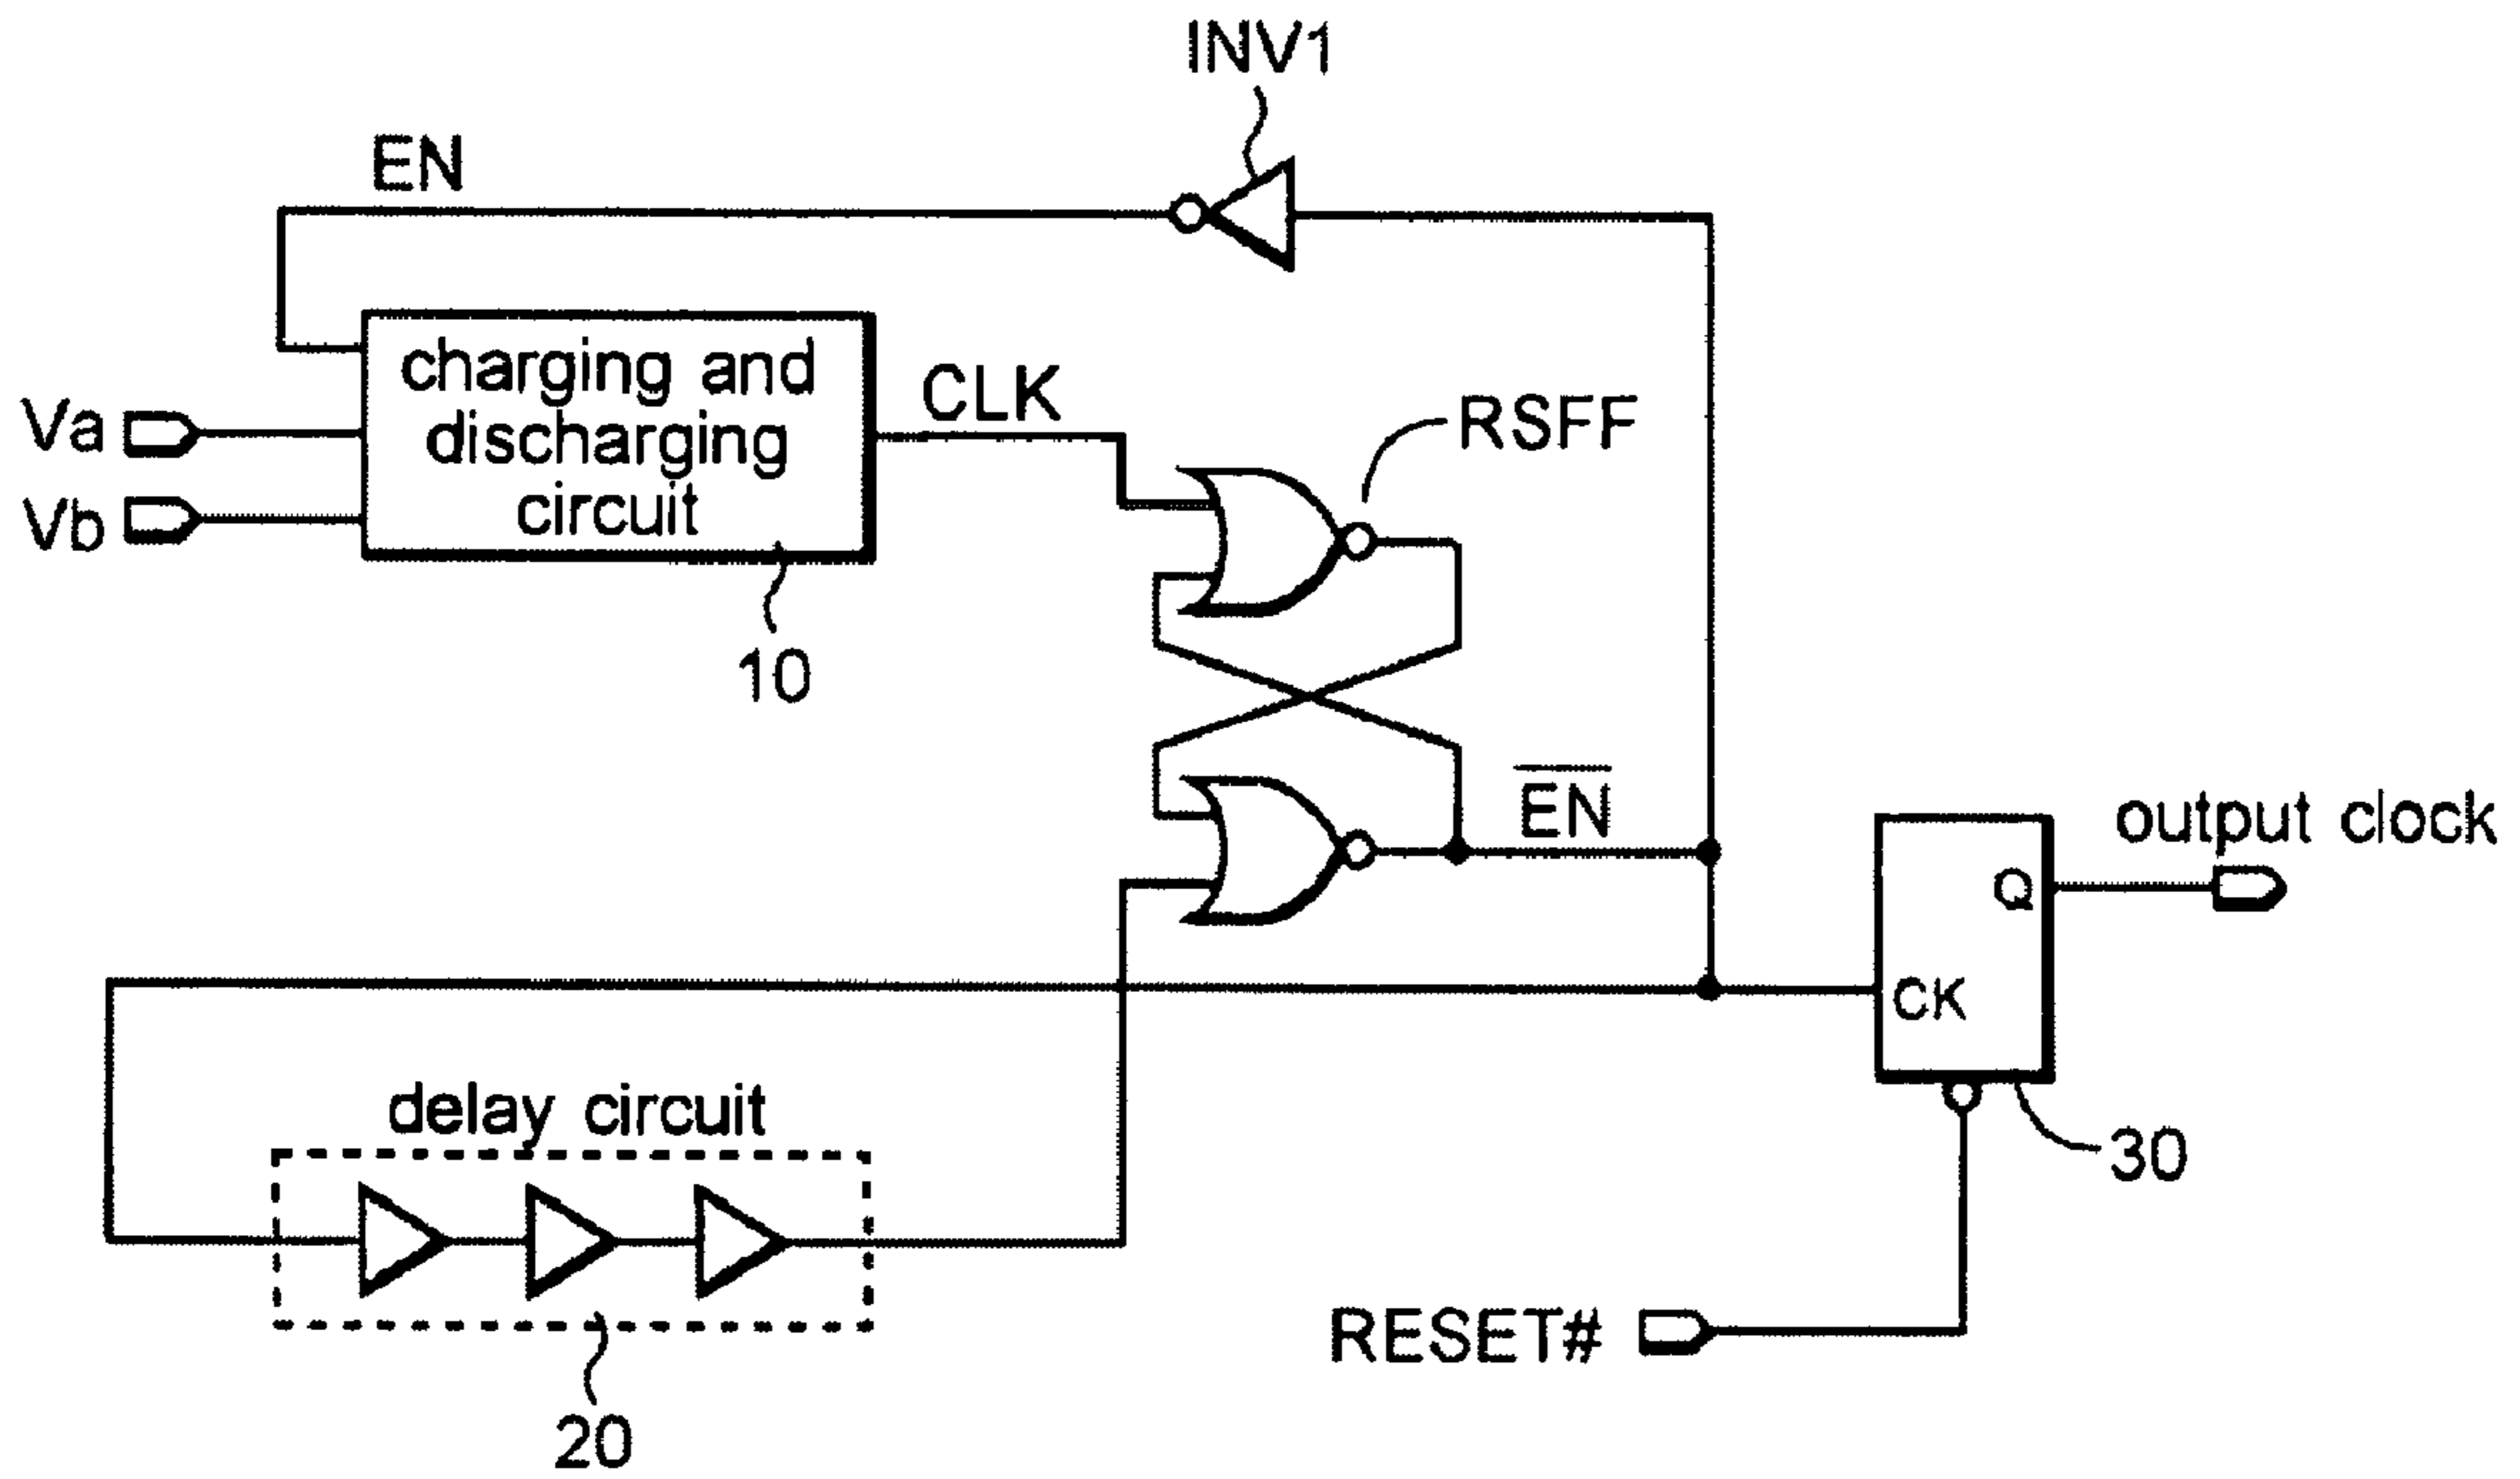 INV1
EN
charging and
discharging
circuit
Va
Vb
CLK
RSFF
10
E̅N̅
output clock
Q
CK
delay circuit
30
RESET#
20